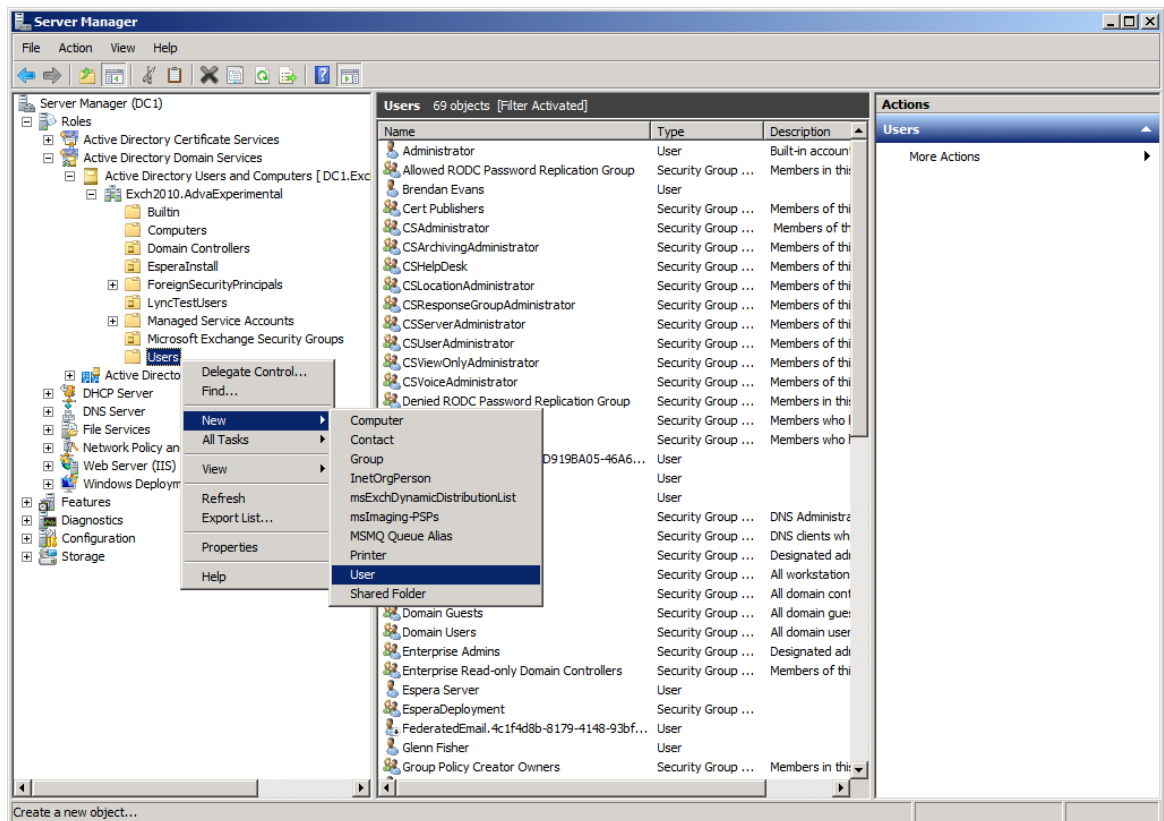 Server Manager
File Action View Help
Server Manager (DC1)
Roles
Active Directory Certificate Services
Active Directory Domain Services
Active Directory Users and Computers [ DC1.Exc
Exch2010.AdvaExperimental
Builtin
Computers
Domain Controllers
EsperaInstall
ForeignSecurityPrincipals
LyncTestUsers
Managed Service Accounts
Microsoft Exchange Security Groups
Users
Active Directo
DHCP Server
DNS Server
File Services
Network Policy an
Web Server (IIS)
Windows Deploym
Features
Diagnostics
Configuration
Storage
Delegate Control...
Find...
New
All Tasks
View
Refresh
Export List...
Properties
Help
Computer
Contact
Group
InetOrgPerson
msExchDynamicDistributionList
msImaging-PSPs
MSMQ Queue Alias
Printer
User
Shared Folder
Users 69 objects [Filter Activated]
Name Type Description
Administrator User Built-in accoun
Allowed RODC Password Replication Group Security Group ... Members in this
Brendan Evans User
Cert Publishers Security Group ... Members of thi
CSAdministrator Security Group ... Members of th
CSArchivingAdministrator Security Group ... Members of thi
CSHelpDesk Security Group ... Members of thi
CSLocationAdministrator Security Group ... Members of thi
CSResponseGroupAdministrator Security Group ... Members of thi
CSServerAdministrator Security Group ... Members of thi
CSUserAdministrator Security Group ... Members of thi
CSViewOnlyAdministrator Security Group ... Members of thi
CSVoiceAdministrator Security Group ... Members of thi
Denied RODC Password Replication Group Security Group ... Members in this
Security Group ... Members who
Security Group ... Members who
D919BA05-46A6... User
User
User
Security Group ... DNS Administra
Security Group ... DNS clients wh
Security Group ... Designated adm
Security Group ... All workstation
Security Group ... All domain cont
Domain Guests Security Group ... All domain gues
Domain Users Security Group ... All domain user
Enterprise Admins Security Group ... Designated adm
Enterprise Read-only Domain Controllers Security Group ... Members of thi
Espera Server User
EsperaDeployment Security Group ...
FederatedEmail.4c1f4d8b-8179-4148-93bf... User
Glenn Fisher User
Group Policy Creator Owners Security Group ... Members in this
Actions
Users
More Actions
Create a new object...